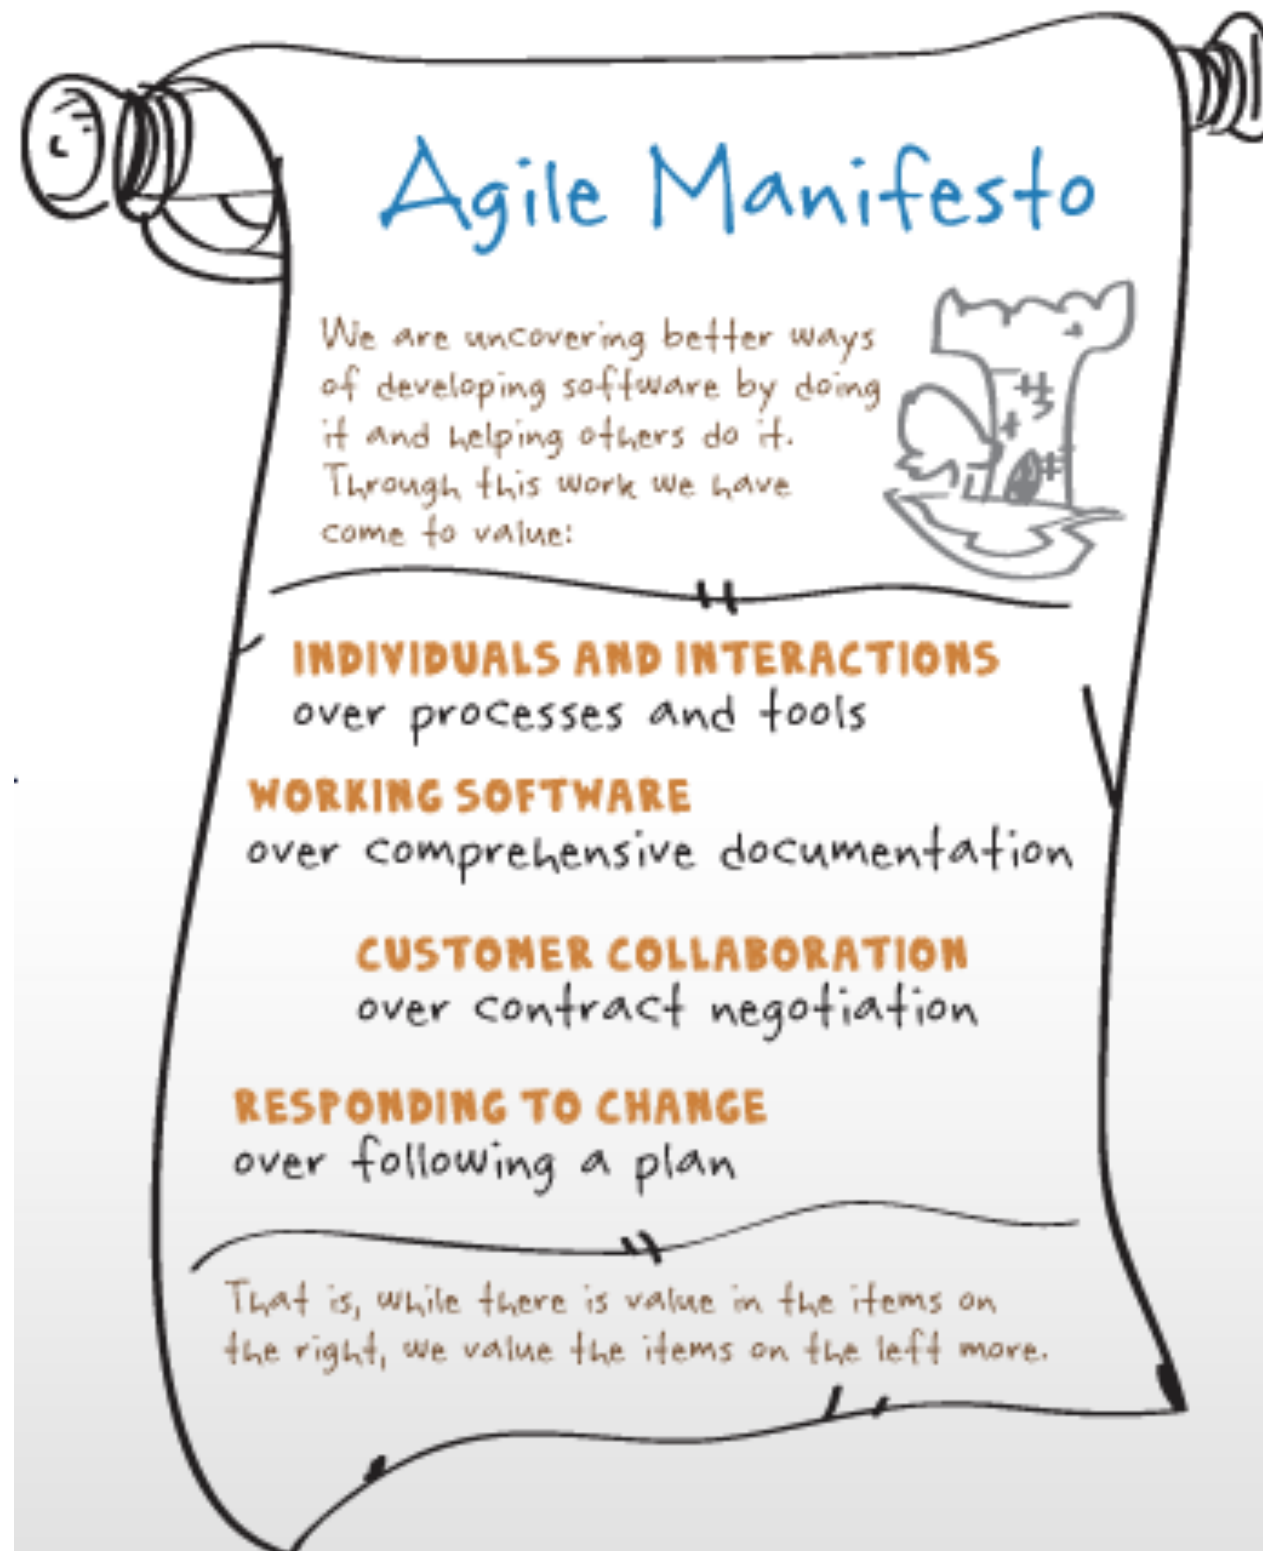 Agile Manifesto
We are uncovering better ways
of developing software by doing
it and helping others do it.
Through this work we have
come to value:
INDIVIDUALS AND INTERACTIONS
over processes and tools
WORKING SOFTWARE
over comprehensive documentation
CUSTOMER COLLABORATION
over contract negotiation
RESPONDING TO CHANGE
over following a plan
That is, while there is value in the items on
the right, we value the items on the left more.